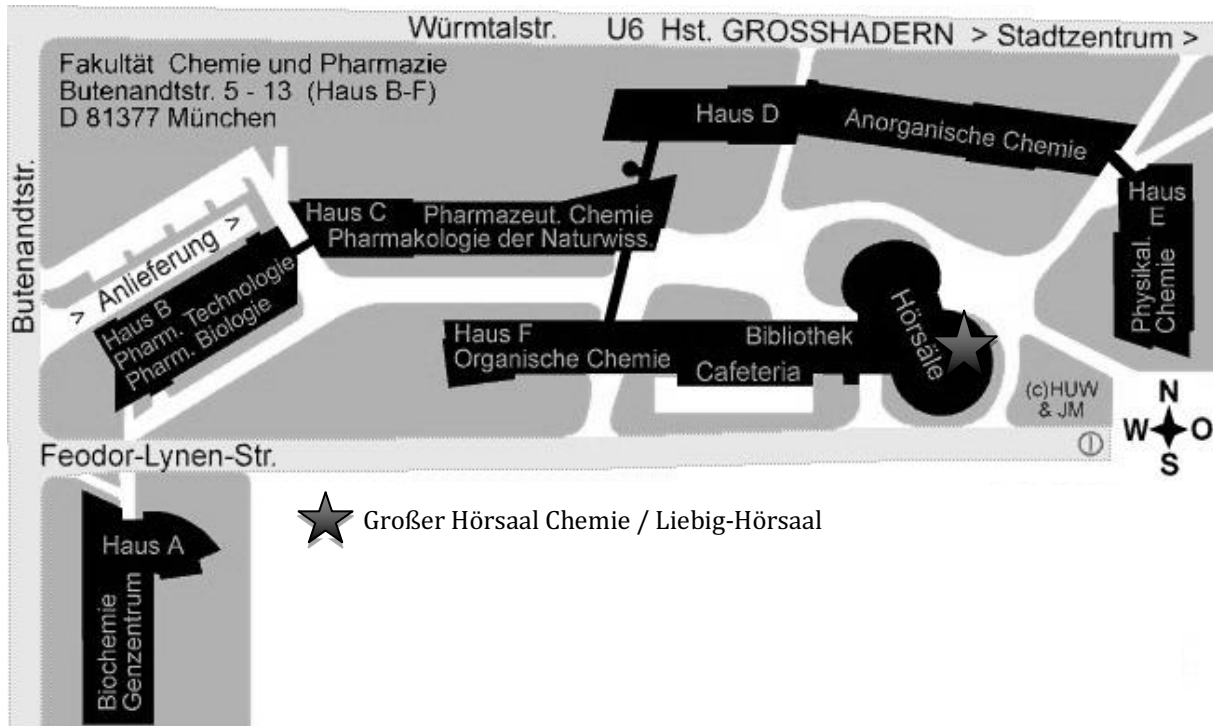 Würmtalstr. U6 Hst. GROSSHADERN > Stadtzentrum >
Fakultät Chemie und Pharmazie
Butenandtstr. 5 - 13 (Haus B-F)
D 81377 München
Butenandtstr.
Haus D
Anorganische Chemie
Haus
E
Physikal.
Chemie
Haus C Pharmazeut. Chemie
Pharmakologie der Naturwiss.
> Anlieferung >
Haus B
Pharm. Technologie
Pharm. Biologie
Haus F
Organische Chemie
Bibliothek
Cafeteria
Hörsäle
(c)HUW
& JM
N
W O
S
Feodor-Lynen-Str.
Großer Hörsaal Chemie / Liebig-Hörsaal
Haus A
Biochemie
Genzentrum